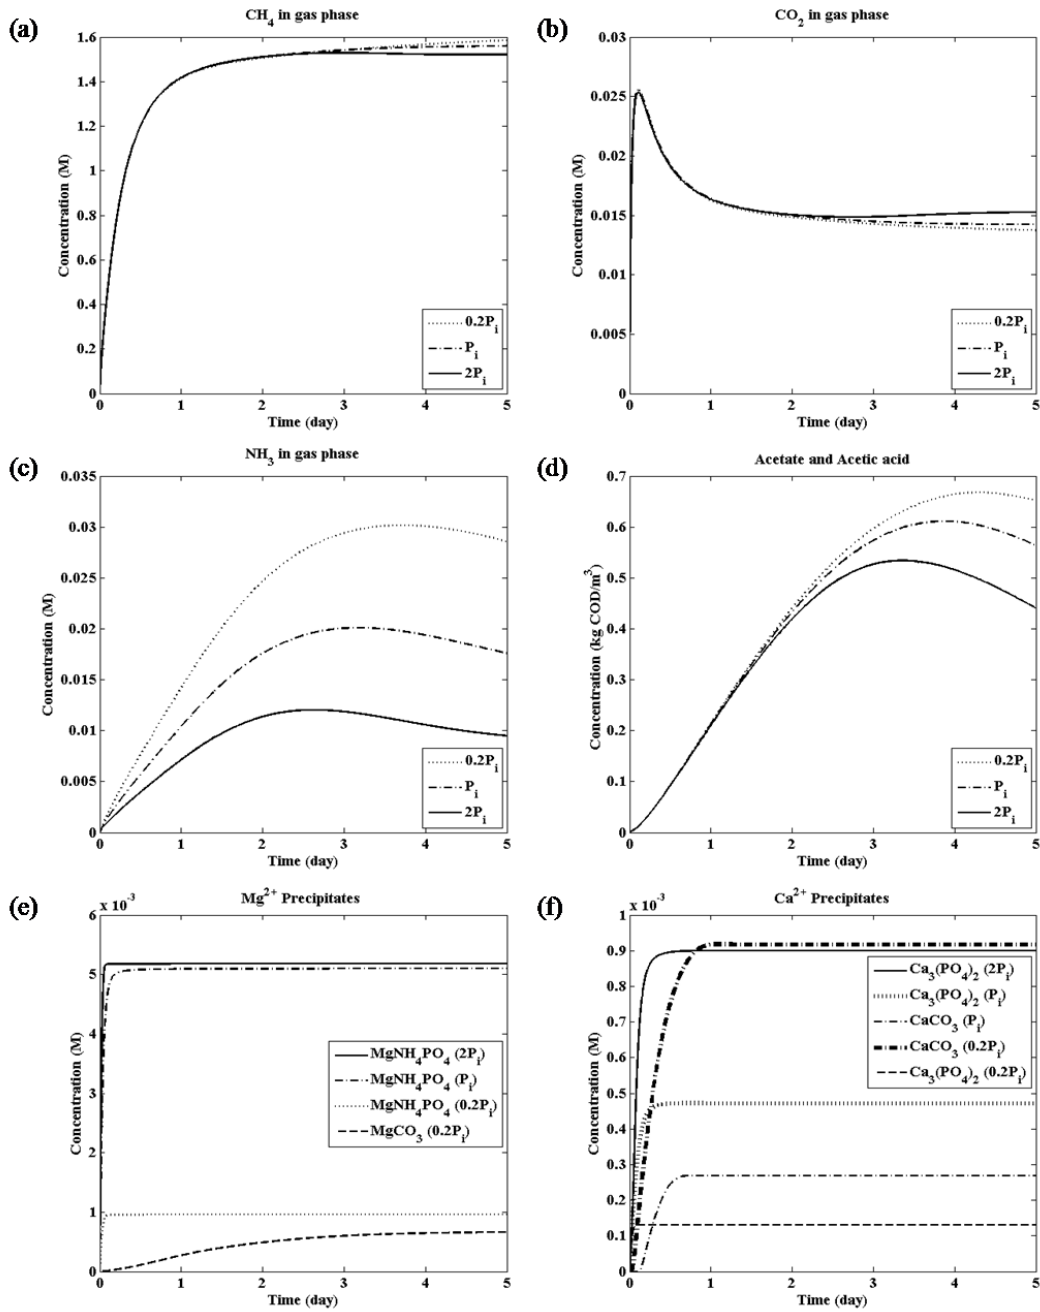 (a)
CH4 in gas phase
Concentration (M)
1.6
1.4
1.2
1
0.8
0.6
0.4
0.2
0
0 1 2 3 4 5
Time (day)
0.2Pi
Pi
2Pi
(b)
CO2 in gas phase
Concentration (M)
0.03
0.025
0.02
0.015
0.01
0.005
0
0 1 2 3 4 5
Time (day)
0.2Pi
Pi
2Pi
(c)
NH3 in gas phase
Concentration (M)
0.035
0.03
0.025
0.02
0.015
0.01
0.005
0
0 1 2 3 4 5
Time (day)
0.2Pi
Pi
2Pi
(d)
Acetate and Acetic acid
Concentration (kg COD/m3)
0.7
0.6
0.5
0.4
0.3
0.2
0.1
0
0 1 2 3 4 5
Time (day)
0.2Pi
Pi
2Pi
(e)
Mg2+ Precipitates
x 10-3
Concentration (M)
6
5
4
3
2
1
0
0 1 2 3 4 5
Time (day)
MgNH4PO4 (2Pi)
MgNH4PO4 (Pi)
MgNH4PO4 (0.2Pi)
MgCO3 (0.2Pi)
(f)
Ca2+ Precipitates
x 10-3
Concentration (M)
1
0.9
0.8
0.7
0.6
0.5
0.4
0.3
0.2
0.1
0
0 1 2 3 4 5
Time (day)
Ca3(PO4)2 (2Pi)
Ca3(PO4)2 (Pi)
CaCO3 (Pi)
CaCO3 (0.2Pi)
Ca3(PO4)2 (0.2Pi)